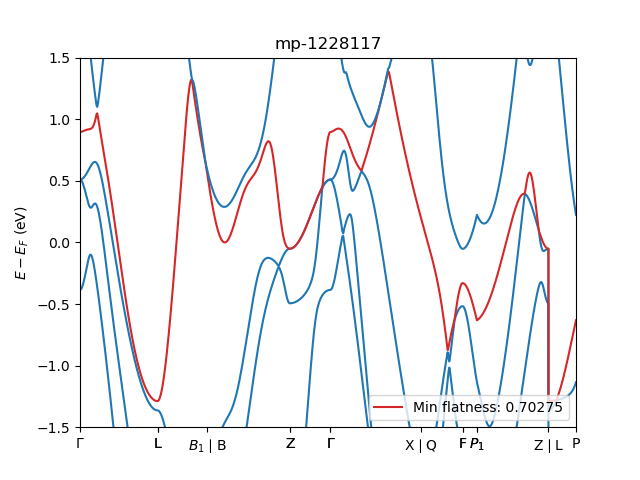 mp-1228117
E − E_F (eV)
1.5
1.0
0.5
0.0
−0.5
−1.0
−1.5
Min flatness: 0.70275
Γ L B₁ | B Z Γ X | Q F P₁ Z | L P